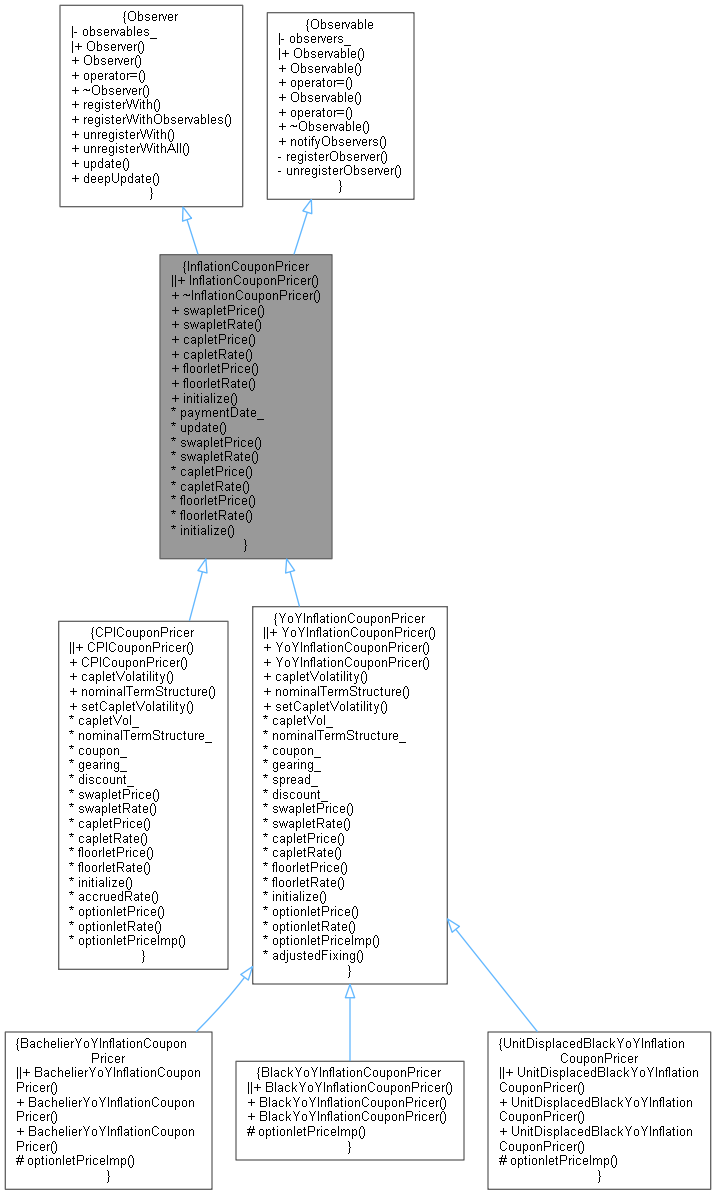 {Observer
|- observables_
|+ Observer()
+ Observer()
+ operator=()
+ ~Observer()
+ registerWith()
+ registerWithObservables()
+ unregisterWith()
+ unregisterWithAll()
+ update()
+ deepUpdate()
}
{Observable
|- observers_
|+ Observable()
+ Observable()
+ operator=()
+ Observable()
+ operator=()
+ ~Observable()
+ notifyObservers()
- registerObserver()
- unregisterObserver()
}
{InflationCouponPricer
||+ InflationCouponPricer()
+ ~InflationCouponPricer()
+ swapletPrice()
+ swapletRate()
+ capletPrice()
+ capletRate()
+ floorletPrice()
+ floorletRate()
+ initialize()
* paymentDate_
* update()
* swapletPrice()
* swapletRate()
* capletPrice()
* capletRate()
* floorletPrice()
* floorletRate()
* initialize()
}
{CPICouponPricer
||+ CPICouponPricer()
+ CPICouponPricer()
+ capletVolatility()
+ nominalTermStructure()
+ setCapletVolatility()
* capletVol_
* nominalTermStructure_
* coupon_
* gearing_
* discount_
* swapletPrice()
* swapletRate()
* capletPrice()
* capletRate()
* floorletPrice()
* floorletRate()
* initialize()
* accruedRate()
* optionletPrice()
* optionletRate()
* optionletPriceImp()
}
{YoYInflationCouponPricer
||+ YoYInflationCouponPricer()
+ YoYInflationCouponPricer()
+ YoYInflationCouponPricer()
+ capletVolatility()
+ nominalTermStructure()
+ setCapletVolatility()
* capletVol_
* nominalTermStructure_
* coupon_
* gearing_
* spread_
* discount_
* swapletPrice()
* swapletRate()
* capletPrice()
* capletRate()
* floorletPrice()
* floorletRate()
* initialize()
* optionletPrice()
* optionletRate()
* optionletPriceImp()
* adjustedFixing()
}
{BachelierYoYInflationCoupon
Pricer
||+ BachelierYoYInflationCoupon
Pricer()
+ BachelierYoYInflationCoupon
Pricer()
+ BachelierYoYInflationCoupon
Pricer()
# optionletPriceImp()
}
{BlackYoYInflationCouponPricer
||+ BlackYoYInflationCouponPricer()
+ BlackYoYInflationCouponPricer()
+ BlackYoYInflationCouponPricer()
# optionletPriceImp()
}
{UnitDisplacedBlackYoYInflation
CouponPricer
||+ UnitDisplacedBlackYoYInflation
CouponPricer()
+ UnitDisplacedBlackYoYInflation
CouponPricer()
+ UnitDisplacedBlackYoYInflation
CouponPricer()
# optionletPriceImp()
}